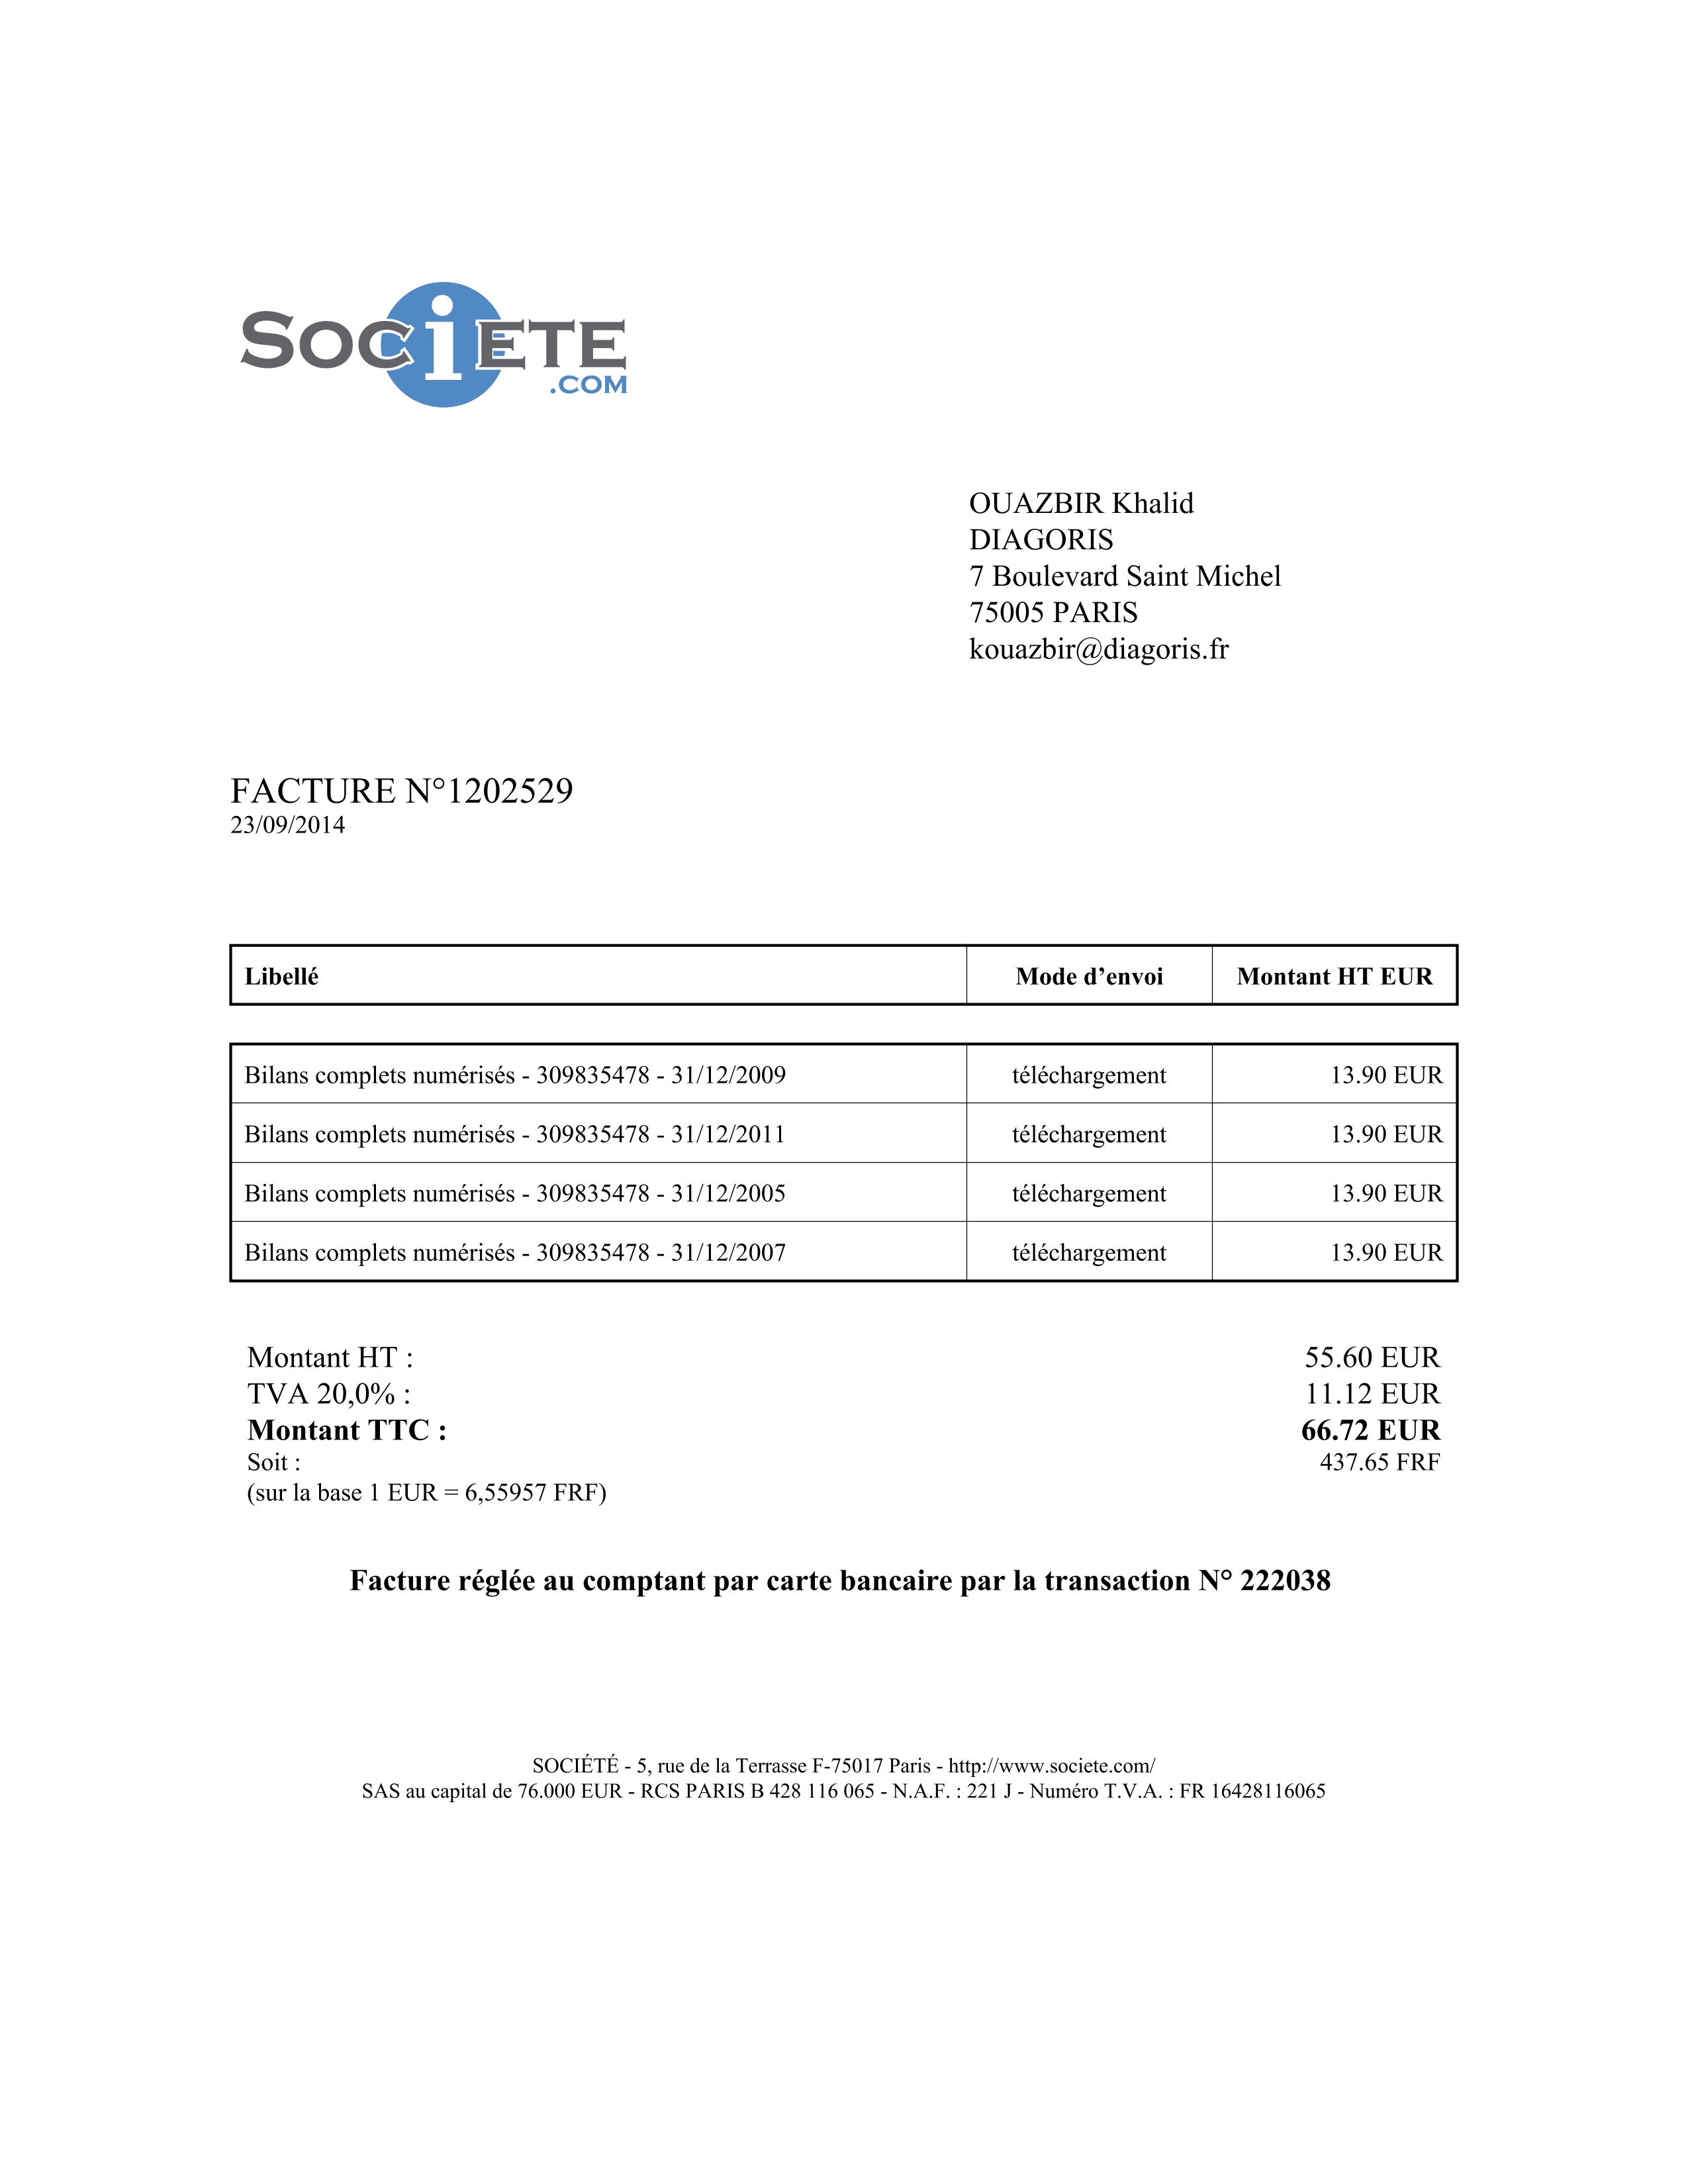 SOCIETE
.COM
OUAZBIR Khalid
DIAGORIS
7 Boulevard Saint Michel
75005 PARIS
kouazbir@diagoris.fr
FACTURE N°1202529
23/09/2014
Libellé Mode d’envoi Montant HT EUR
Bilans complets numérisés - 309835478 - 31/12/2009 téléchargement 13.90 EUR
Bilans complets numérisés - 309835478 - 31/12/2011 téléchargement 13.90 EUR
Bilans complets numérisés - 309835478 - 31/12/2005 téléchargement 13.90 EUR
Bilans complets numérisés - 309835478 - 31/12/2007 téléchargement 13.90 EUR
Montant HT : 55.60 EUR
TVA 20,0% : 11.12 EUR
Montant TTC : 66.72 EUR
Soit : 437.65 FRF
(sur la base 1 EUR = 6,55957 FRF)
Facture réglée au comptant par carte bancaire par la transaction N° 222038
SOCIÉTÉ - 5, rue de la Terrasse F-75017 Paris - http://www.societe.com/
SAS au capital de 76.000 EUR - RCS PARIS B 428 116 065 - N.A.F. : 221 J - Numéro T.V.A. : FR 16428116065